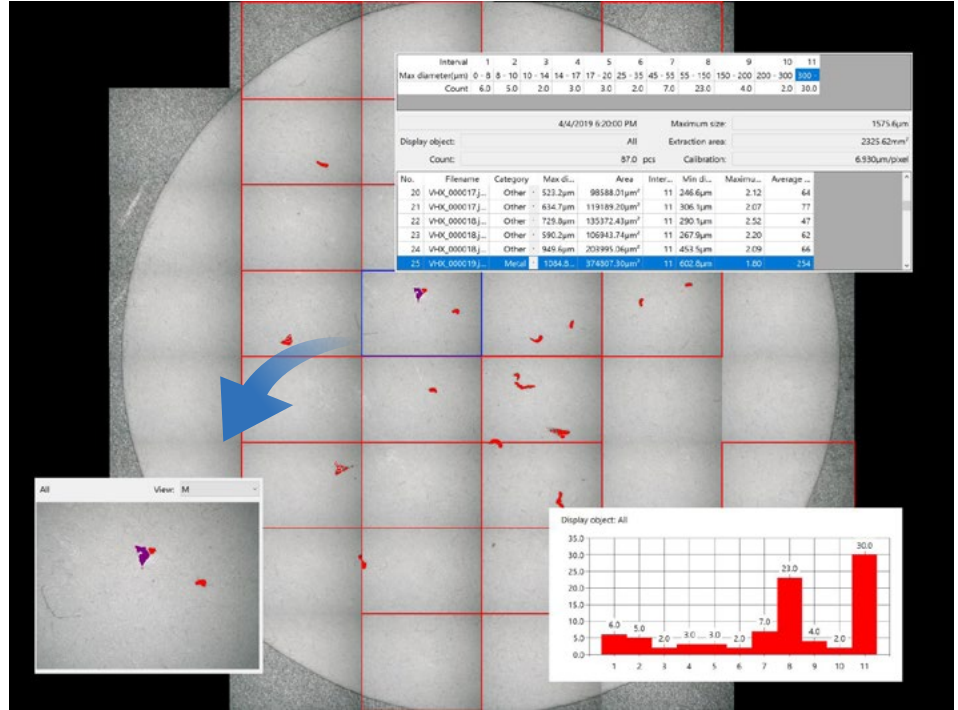 Interval 1 2 3 4 5 6 7 8 9 10 11
Max diameter(μm) 0 - 8 8 - 10 10 - 14 14 - 17 17 - 20 25 - 35 45 - 55 55 - 150 150 - 200 200 - 300 300 -
Count 6.0 5.0 2.0 3.0 3.0 2.0 7.0 23.0 4.0 2.0 30.0
4/4/2019 6:20:00 PM Maximum size: 1575.6μm
Display object: All Extraction area: 2325.62mm²
Count: 87.0 pcs Calibration: 6.930μm/pixel
No. Filename Category Max di... Area Inter... Min di... Maximu... Average ...
20 VHX_000017.j... Other 523.2μm 98588.01μm² 11 246.6μm 2.12 64
21 VHX_000017.j... Other 634.7μm 119189.20μm² 11 306.1μm 2.07 77
22 VHX_000018.j... Other 729.8μm 135372.43μm² 11 290.1μm 2.52 47
23 VHX_000018.j... Other 590.2μm 106943.74μm² 11 267.9μm 2.20 62
24 VHX_000018.j... Other 949.6μm 203995.06μm² 11 453.5μm 2.09 66
25 VHX_000019.j... Metal 1084.8... 374807.30μm² 11 602.8μm 1.80 254
All View: M
Display object: All
35.0
30.0
25.0
20.0
15.0
10.0
5.0
0.0
6.0 5.0 2.0 3.0 3.0 2.0 7.0 23.0 4.0 2.0 30.0
1 2 3 4 5 6 7 8 9 10 11